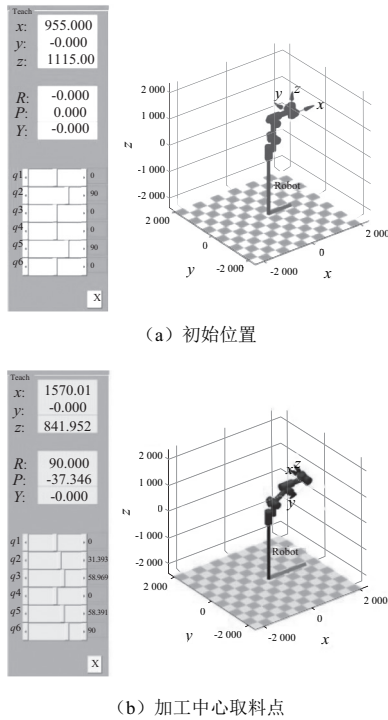 Teach
x: 955.000
y: -0.000
z: 1115.00
R: -0.000
P: 0.000
Y: -0.000
q1 0
q2 90
q3 0
q4 0
q5 90
q6 0
X
2 000
1 000
0
-1 000
-2 000
z
y z x
Robot
2 000
0
-2 000
y
-2 000
0
2 000
x
（a）初始位置
Teach
x: 1570.01
y: -0.000
z: 841.952
R: 90.000
P: -37.346
Y: -0.000
q1 0
q2 31.393
q3 58.969
q4 0
q5 58.391
q6 90
X
2 000
1 000
0
-1 000
-2 000
z
x z
y
Robot
2 000
0
-2 000
y
-2 000
0
2 000
x
（b）加工中心取料点